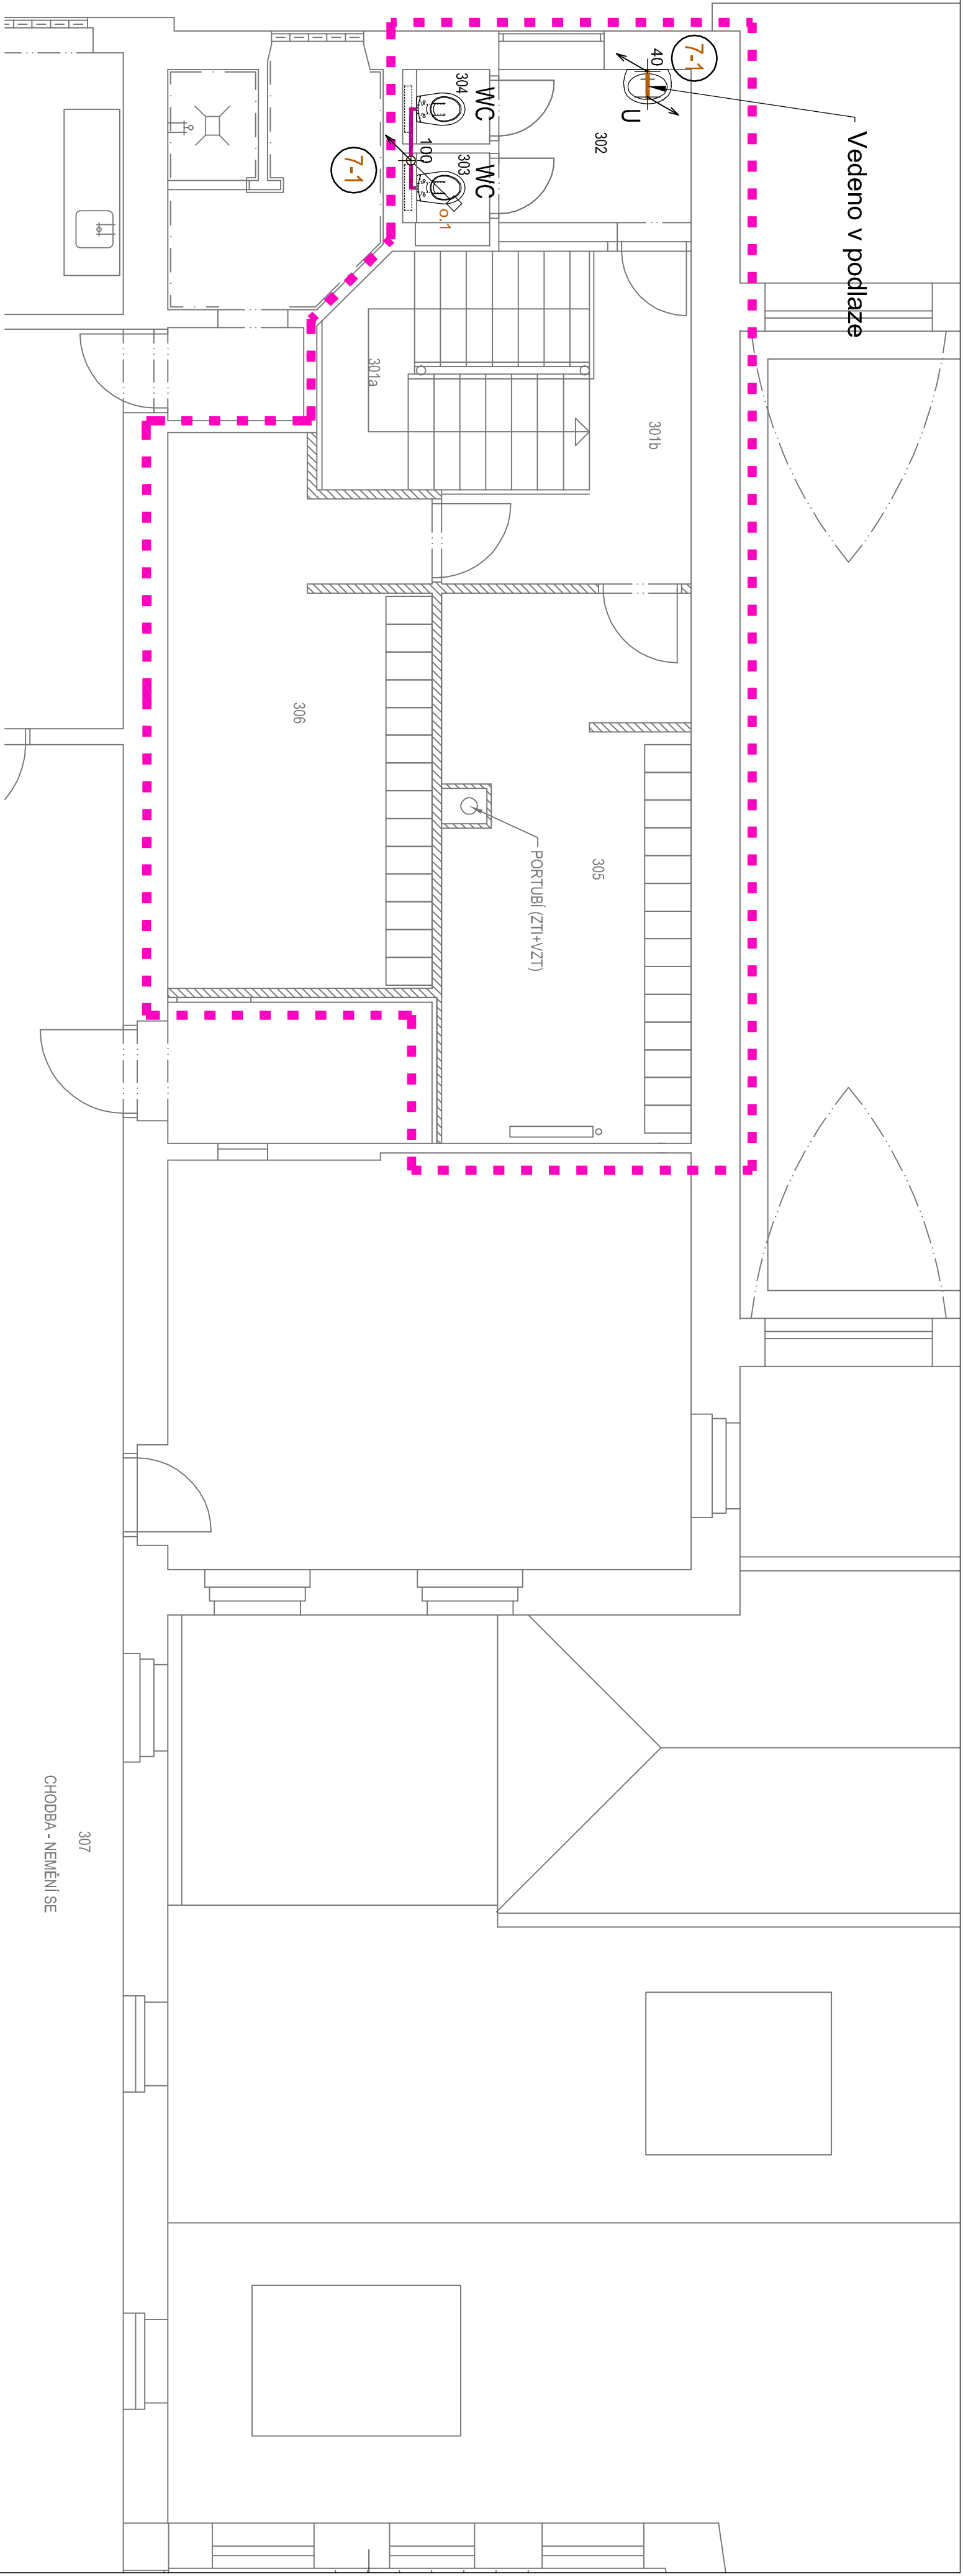 7-1
40
U
Vedeno v podlaze
302
WC
304
WC
303
100
o.1
7-1
301a
301b
306
305
PORTUBÍ (ZTI+VZT)
307
CHODBA - NEMĚNÍ SE